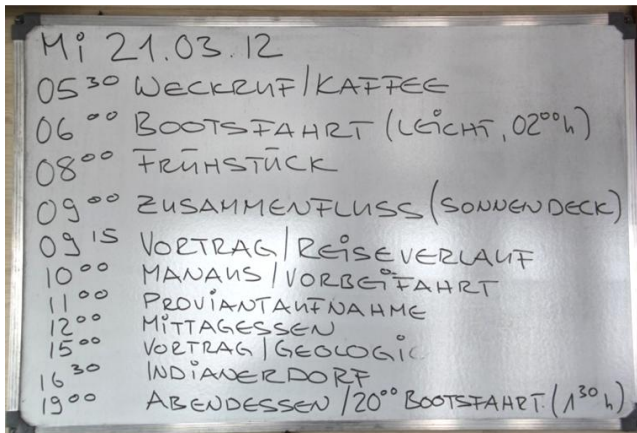 Mi 21.03.12
05³⁰ WECKRUF/KAFFEE
06⁰⁰ BOOTSFAHRT (LEiCHT, 02⁰⁰h)
08⁰⁰ FRÜHSTÜCK
09⁰⁰ ZUSAMMENFLUSS (SONNENDECK)
09¹⁵ VORTRAG/REiSEVERLAUF
10⁰⁰ MANAUS/VORBEiFAHRT
11⁰⁰ PROViANTAUFNAHME
12⁰⁰ MiTTAGESSEN
15⁰⁰ VORTRAG/GEOLOGiE
16³⁰ iNDiANERDORF
19⁰⁰ ABENDESSEN/20⁰⁰ BOOTSFAHRT.(1³⁰h)